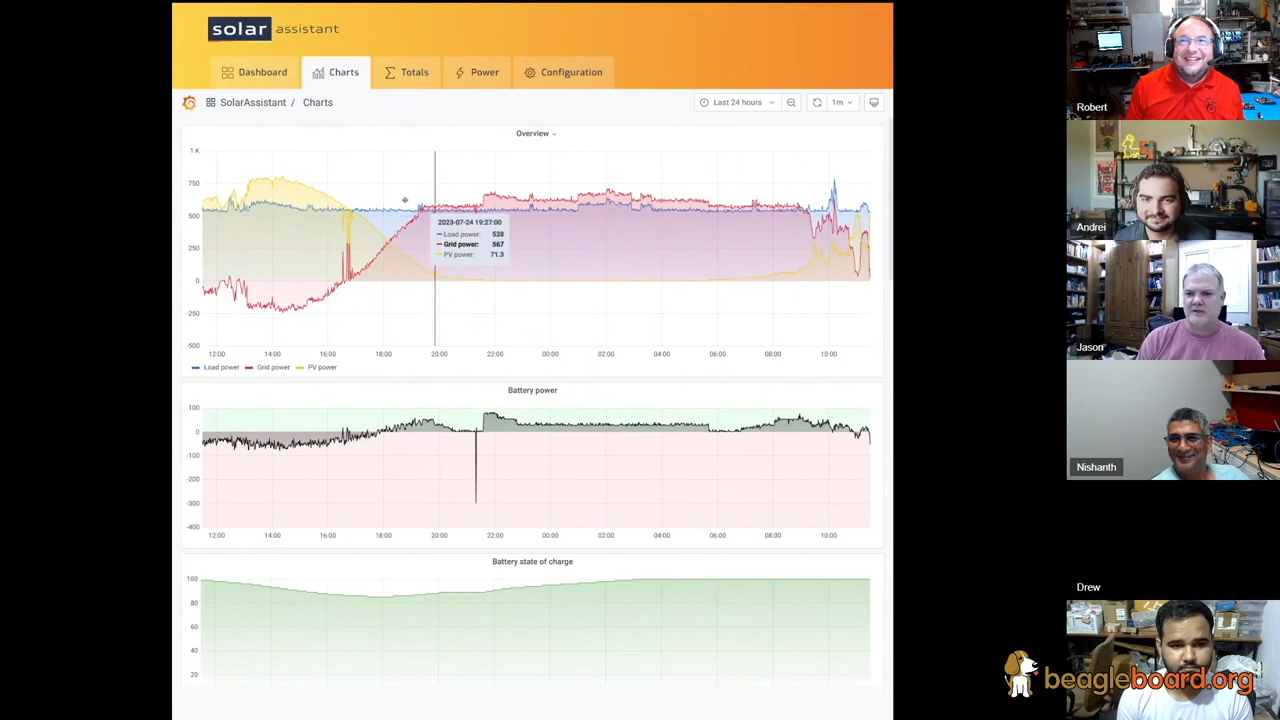 solar assistant
Dashboard
Charts
Totals
Power
Configuration
SolarAssistant / Charts
Last 24 hours
1m
Overview
1 K
750
500
250
0
-250
-500
2023-07-24 19:27:00
Load power: 538
Grid power: 567
PV power: 71.3
12:00 14:00 16:00 18:00 20:00 22:00 00:00 02:00 04:00 06:00 08:00 10:00
Load power Grid power PV power
Battery power
100
0
-100
-200
-300
-400
12:00 14:00 16:00 18:00 20:00 22:00 00:00 02:00 04:00 06:00 08:00 10:00
Battery state of charge
100
80
60
40
20
Robert
Andrei
Jason
Nishanth
Drew
beagleboard.org